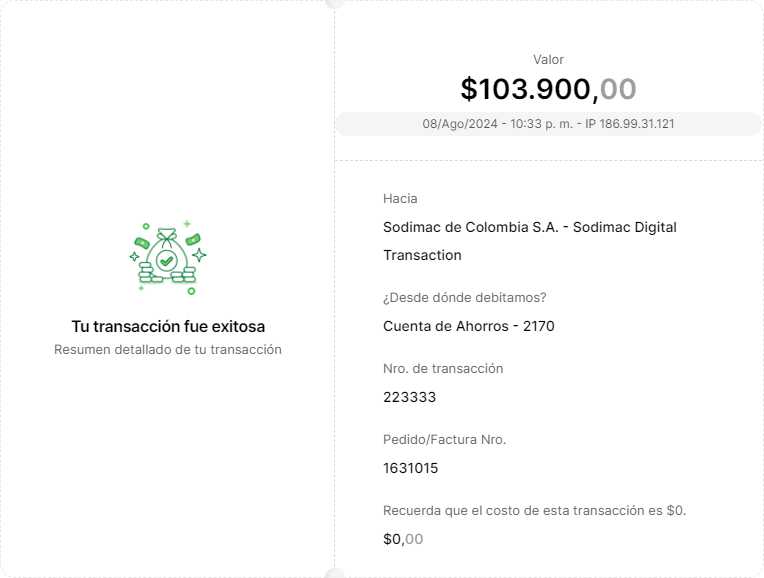 Valor
$103.900,00
08/Ago/2024 - 10:33 p. m. - IP 186.99.31.121
Tu transacción fue exitosa
Resumen detallado de tu transacción
Hacia
Sodimac de Colombia S.A. - Sodimac Digital
Transaction
¿Desde dónde debitamos?
Cuenta de Ahorros - 2170
Nro. de transacción
223333
Pedido/Factura Nro.
1631015
Recuerda que el costo de esta transacción es $0.
$0,00